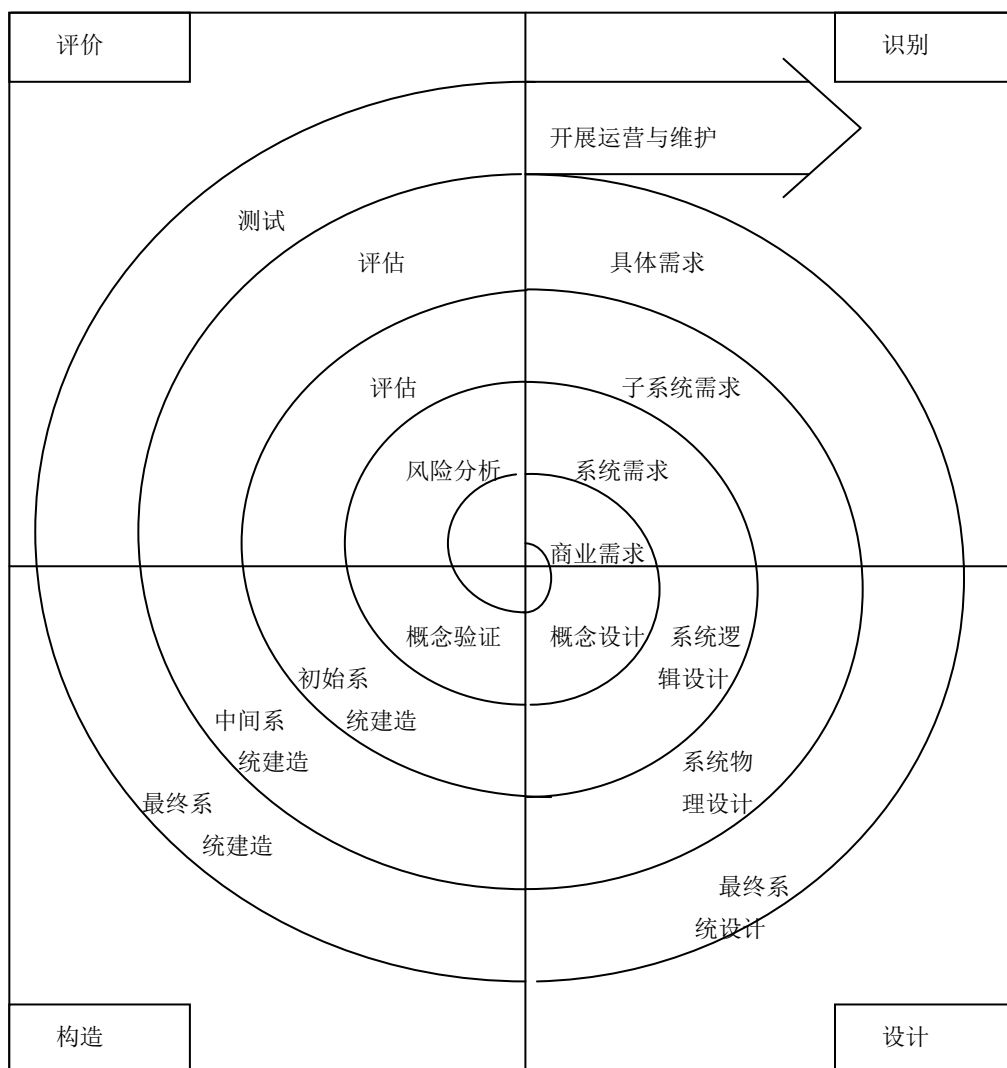 评价
识别
开展运营与维护
测试
评估
具体需求
评估
子系统需求
风险分析
系统需求
商业需求
概念验证
概念设计
系统逻
辑设计
初始系
统建造
中间系
统建造
系统物
理设计
最终系
统建造
最终系
统设计
构造
设计